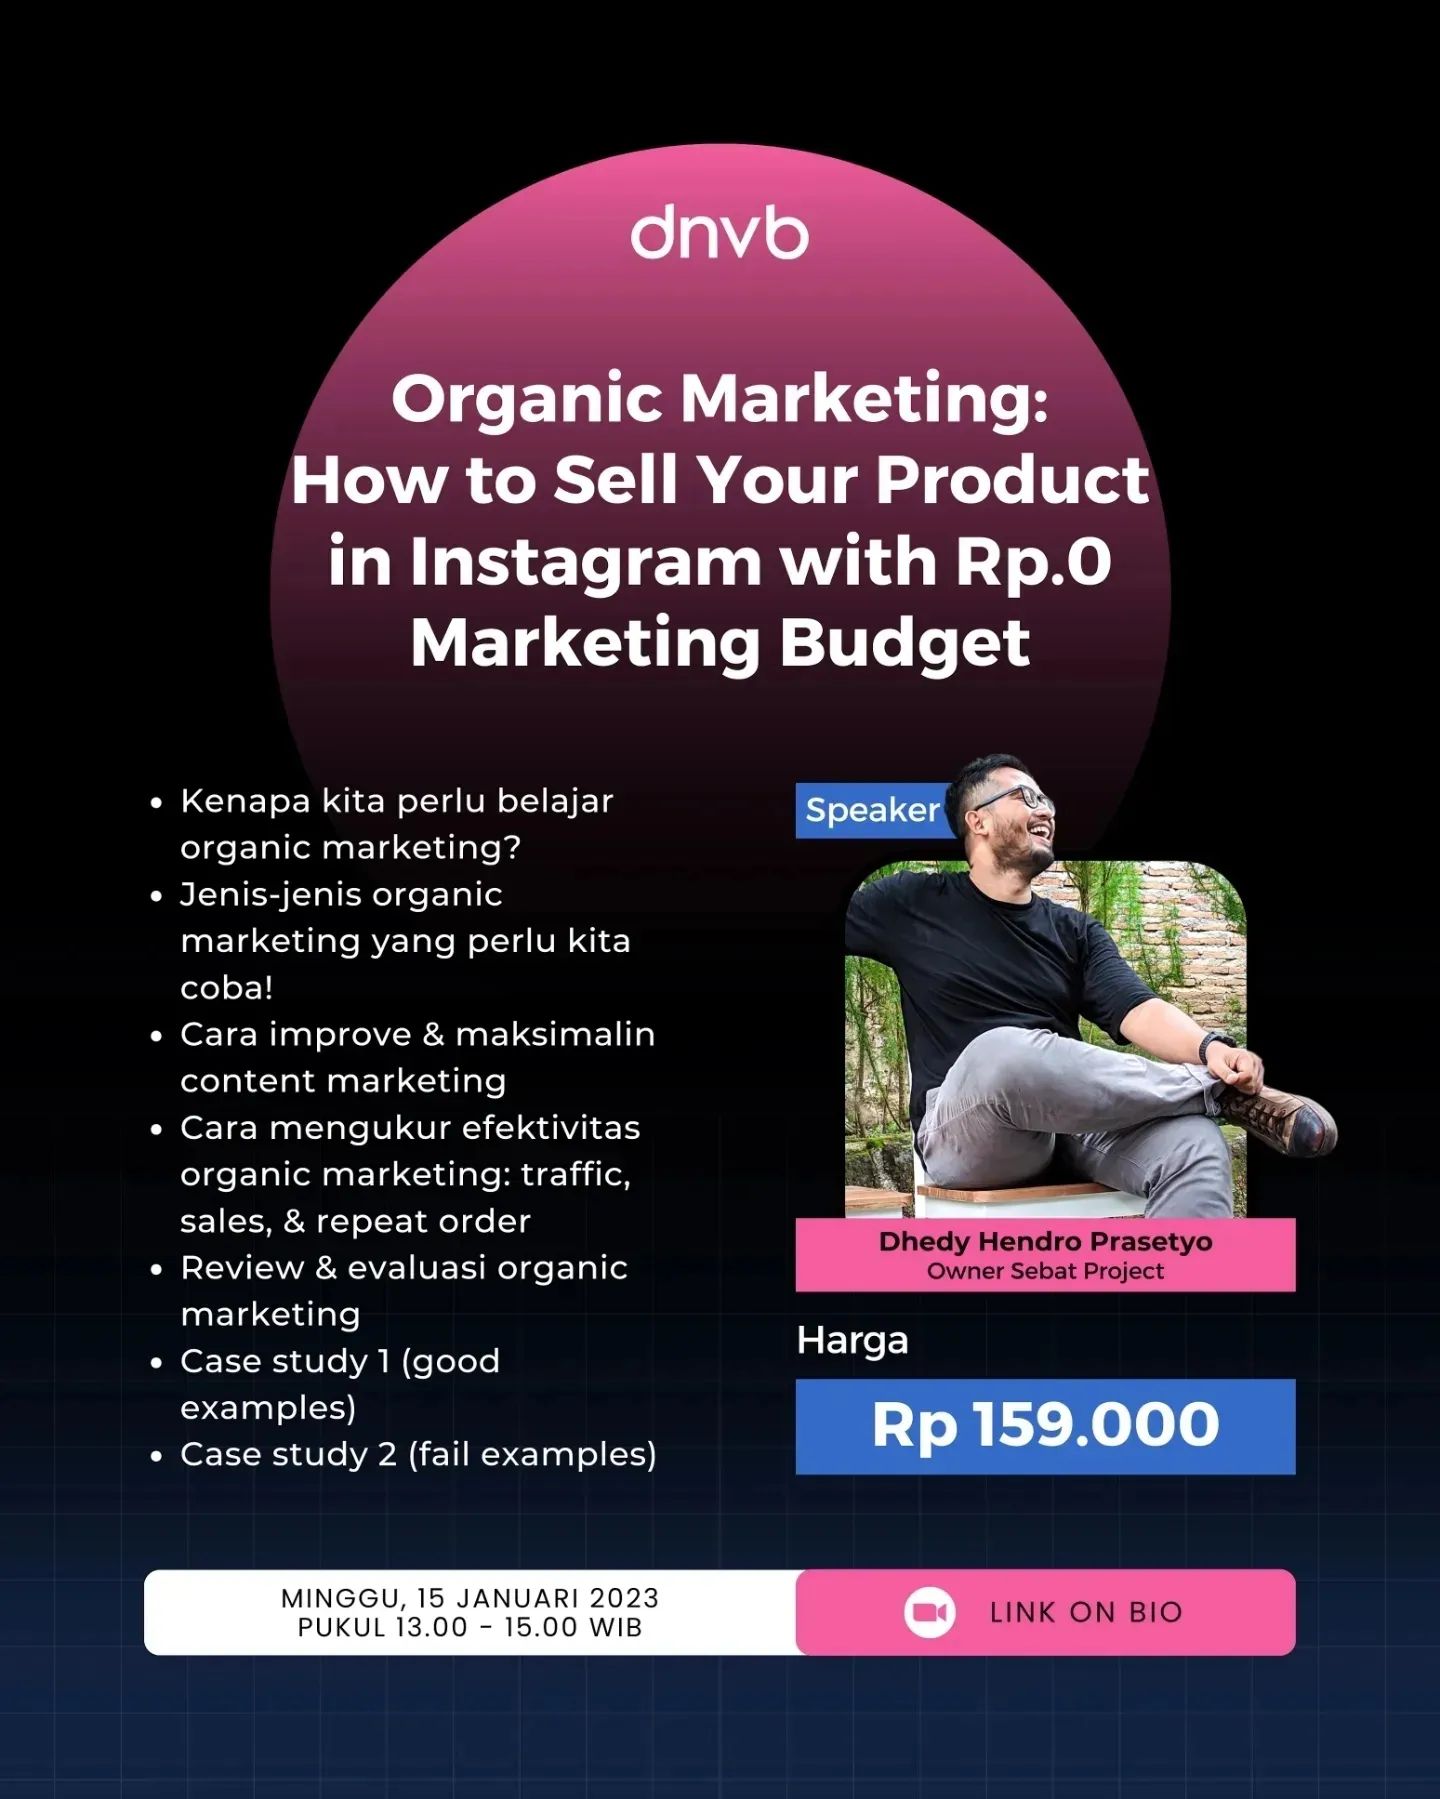 dnvb
Organic Marketing:
How to Sell Your Product
in Instagram with Rp.0
Marketing Budget
• Kenapa kita perlu belajar
organic marketing?
• Jenis-jenis organic
marketing yang perlu kita
coba!
• Cara improve & maksimalin
content marketing
• Cara mengukur efektivitas
organic marketing: traffic,
sales, & repeat order
• Review & evaluasi organic
marketing
• Case study 1 (good
examples)
• Case study 2 (fail examples)
Speaker
Dhedy Hendro Prasetyo
Owner Sebat Project
Harga
Rp 159.000
MINGGU, 15 JANUARI 2023
PUKUL 13.00 - 15.00 WIB
LINK ON BIO